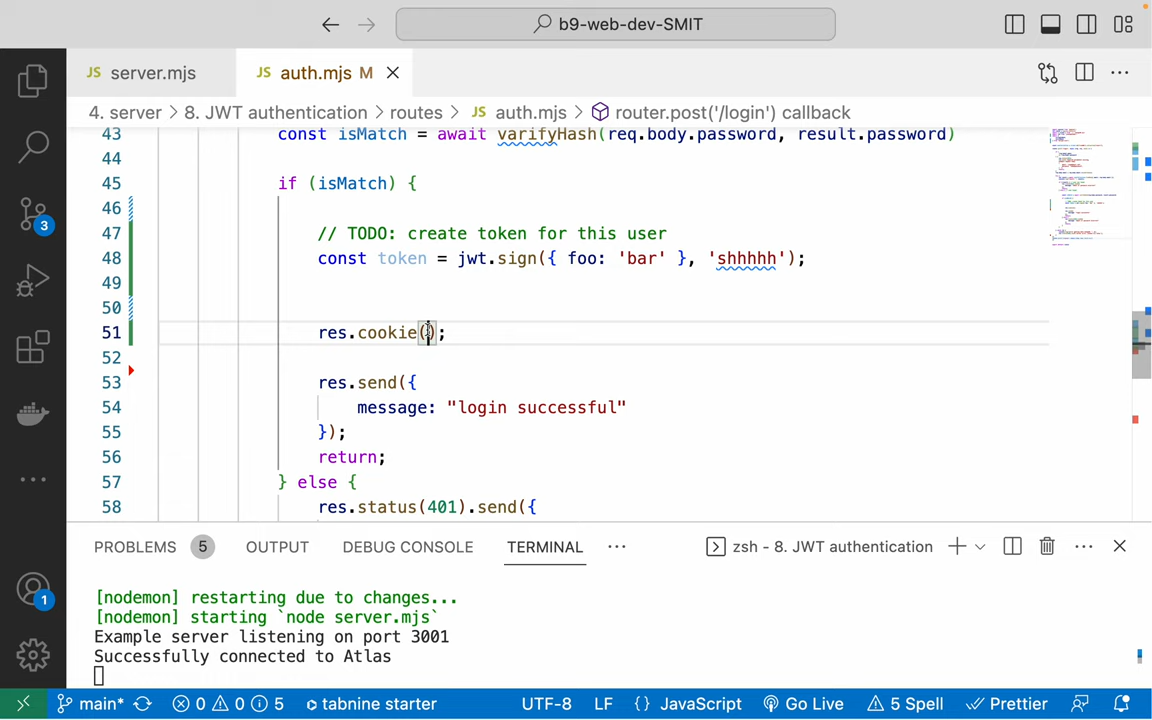 b9-web-dev-SMIT
JS server.mjs JS auth.mjs M
4. server > 8. JWT authentication > routes > JS auth.mjs > router.post('/login') callback
43 const isMatch = await varifyHash(req.body.password, result.password)
44
45 if (isMatch) {
46
47 // TODO: create token for this user
48 const token = jwt.sign({ foo: 'bar' }, 'shhhhh');
49
50
51 res.cookie();
52
53 res.send({
54 message: "login successful"
55 });
56 return;
57 } else {
58 res.status(401).send({
3
1
PROBLEMS 5 OUTPUT DEBUG CONSOLE TERMINAL ... zsh - 8. JWT authentication
[nodemon] restarting due to changes...
[nodemon] starting `node server.mjs`
Example server listening on port 3001
Successfully connected to Atlas
main* 0 0 5 tabnine starter UTF-8 LF {} JavaScript Go Live 5 Spell Prettier